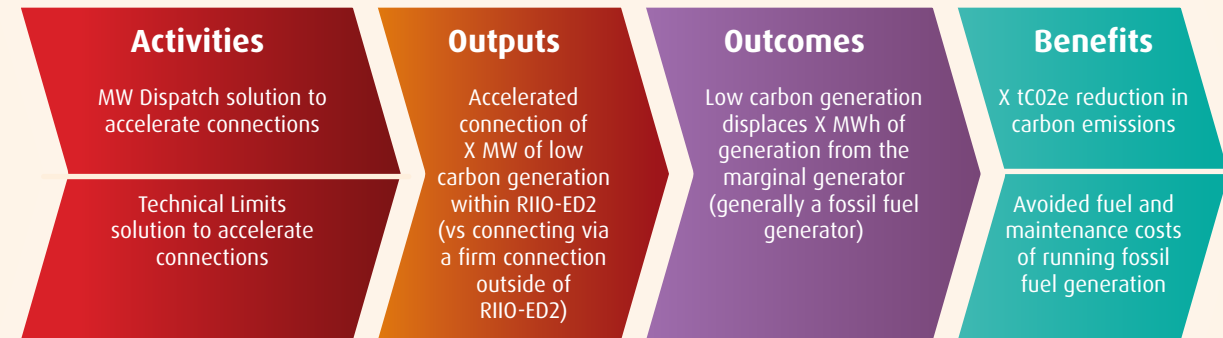 Activities
MW Dispatch solution to
accelerate connections
Technical Limits
solution to accelerate
connections
Outputs
Accelerated
connection of
X MW of low
carbon generation
within RIIO-ED2
(vs connecting via
a firm connection
outside of
RIIO-ED2)
Outcomes
Low carbon generation
displaces X MWh of
generation from the
marginal generator
(generally a fossil fuel
generator)
Benefits
X tC02e reduction in
carbon emissions
Avoided fuel and
maintenance costs
of running fossil
fuel generation